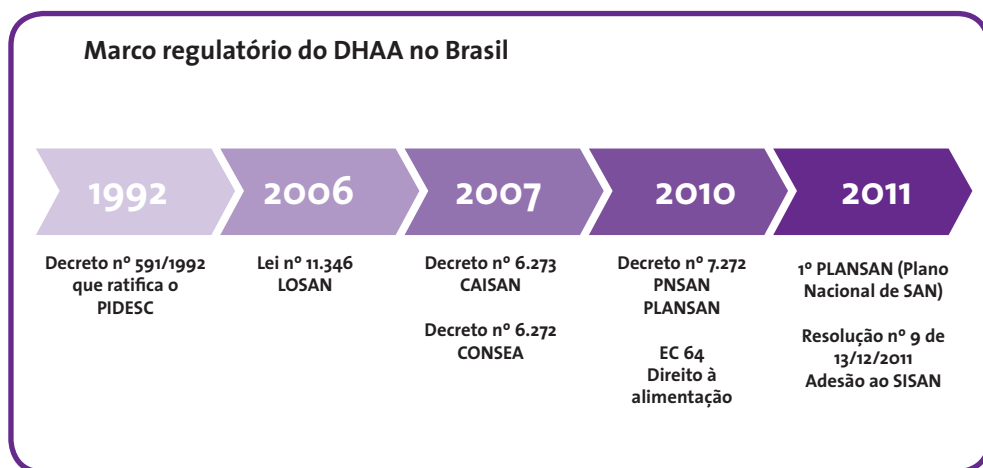 Marco regulatório do DHAA no Brasil
1992
Decreto nº 591/1992
que ratifica o
PIDESC
2006
Lei nº 11.346
LOSAN
2007
Decreto nº 6.273
CAISAN
Decreto nº 6.272
CONSEA
2010
Decreto nº 7.272
PNSAN
PLANSAN
EC 64
Direito à
alimentação
2011
1º PLANSAN (Plano
Nacional de SAN)
Resolução nº 9 de
13/12/2011
Adesão ao SISAN